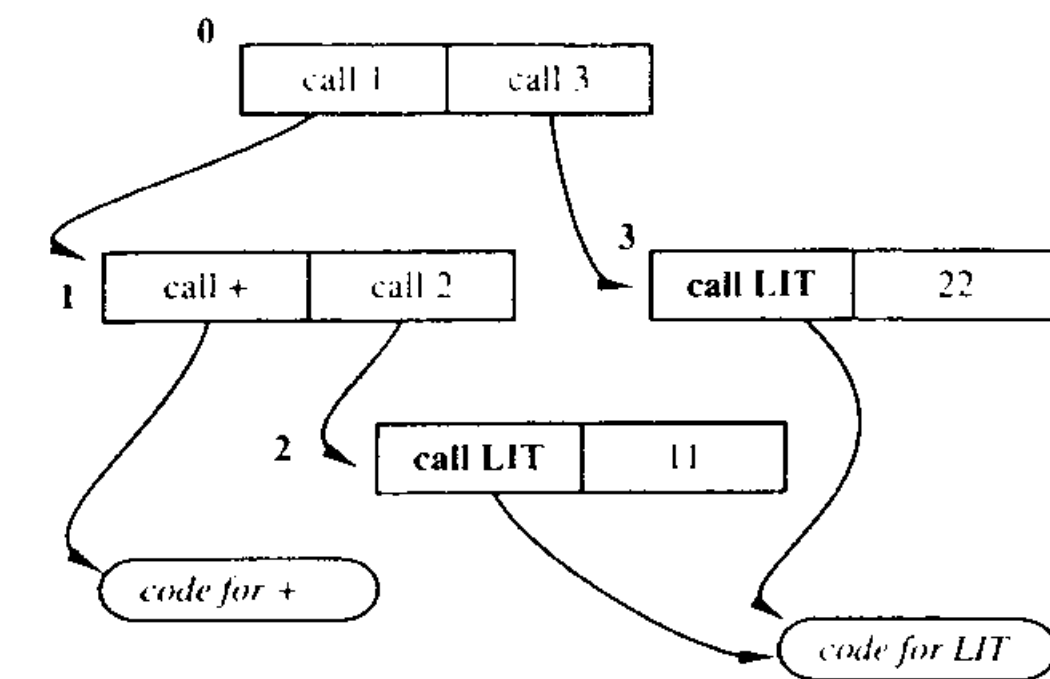 0
call 1 call 3
3
1 call + call 2
call LIT 22
2 call LIT 11
code for +
code for LIT